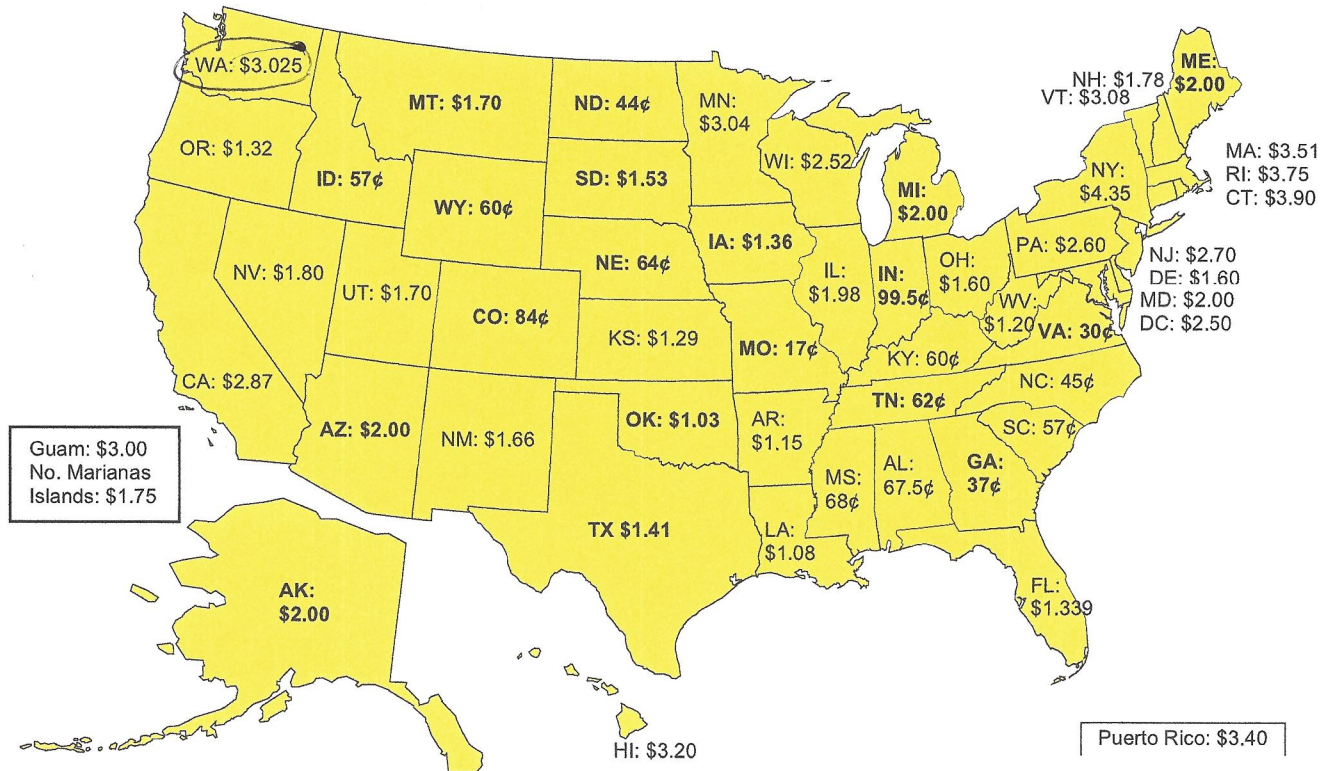 WA: $3.025
OR: $1.32
CA: $2.87
NV: $1.80
ID: 57¢
MT: $1.70
WY: 60¢
UT: $1.70
CO: 84¢
AZ: $2.00
NM: $1.66
ND: 44¢
SD: $1.53
NE: 64¢
KS: $1.29
OK: $1.03
TX $1.41
MN:
$3.04
IA: $1.36
MO: 17¢
AR:
$1.15
LA:
$1.08
WI: $2.52
IL:
$1.98
MI:
$2.00
IN:
99.5¢
OH:
$1.60
KY: 60¢
TN: 62¢
MS:
68¢
AL:
67.5¢
GA:
37¢
FL:
$1.339
SC: 57¢
NC: 45¢
VA: 30¢
WV:
$1.20
PA: $2.60
NY:
$4.35
NH: $1.78
VT: $3.08
ME:
$2.00
MA: $3.51
RI: $3.75
CT: $3.90
NJ: $2.70
DE: $1.60
MD: $2.00
DC: $2.50
Guam: $3.00
No. Marianas
Islands: $1.75
AK:
$2.00
HI: $3.20
Puerto Rico: $3.40